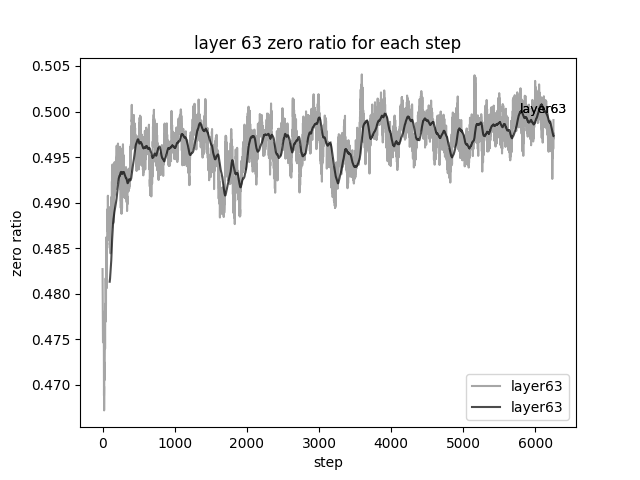 layer 63 zero ratio for each step
zero ratio
0.505
0.500
0.495
0.490
0.485
0.480
0.475
0.470
layer63
layer63
layer63
0
1000
2000
3000
4000
5000
6000
step